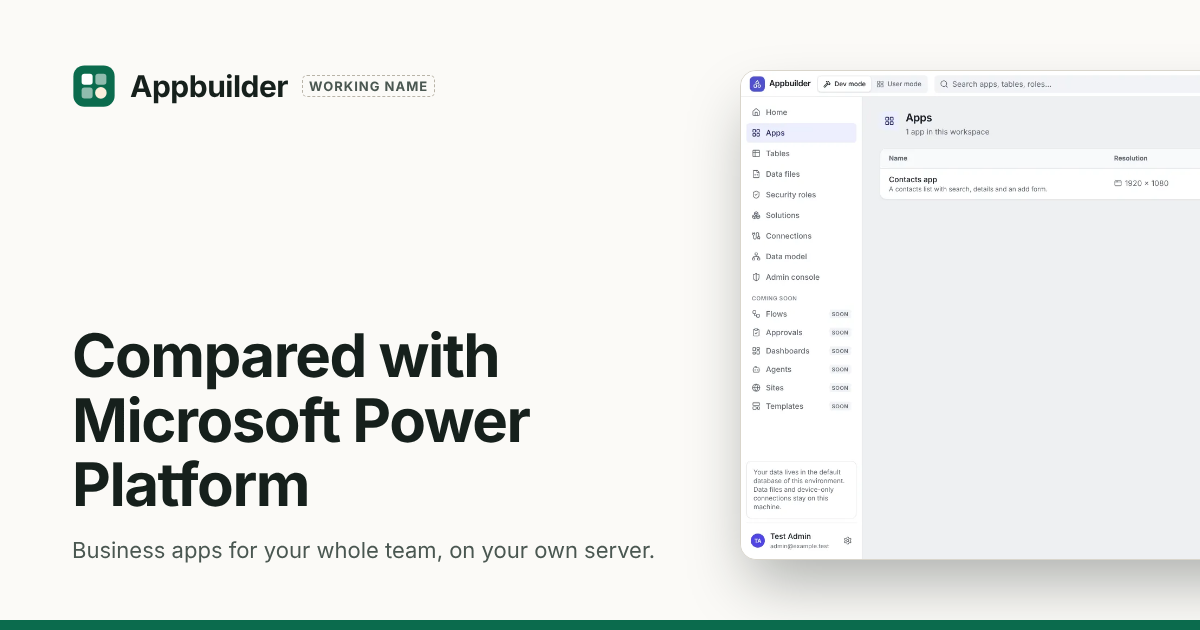 Appbuilder WORKING NAME
Compared with
Microsoft Power
Platform
Business apps for your whole team, on your own server.
Appbuilder Dev mode User mode Search apps, tables, roles...
Home
Apps
Tables
Data files
Security roles
Solutions
Connections
Data model
Admin console
COMING SOON
Flows SOON
Approvals SOON
Dashboards SOON
Agents SOON
Sites SOON
Templates SOON
Your data lives in the default
database of this environment.
Data files and device-only
connections stay on this
machine.
TA Test Admin
admin@example.test
Apps
1 app in this workspace
Name Resolution
Contacts app
A contacts list with search, details and an add form.
1920 × 1080